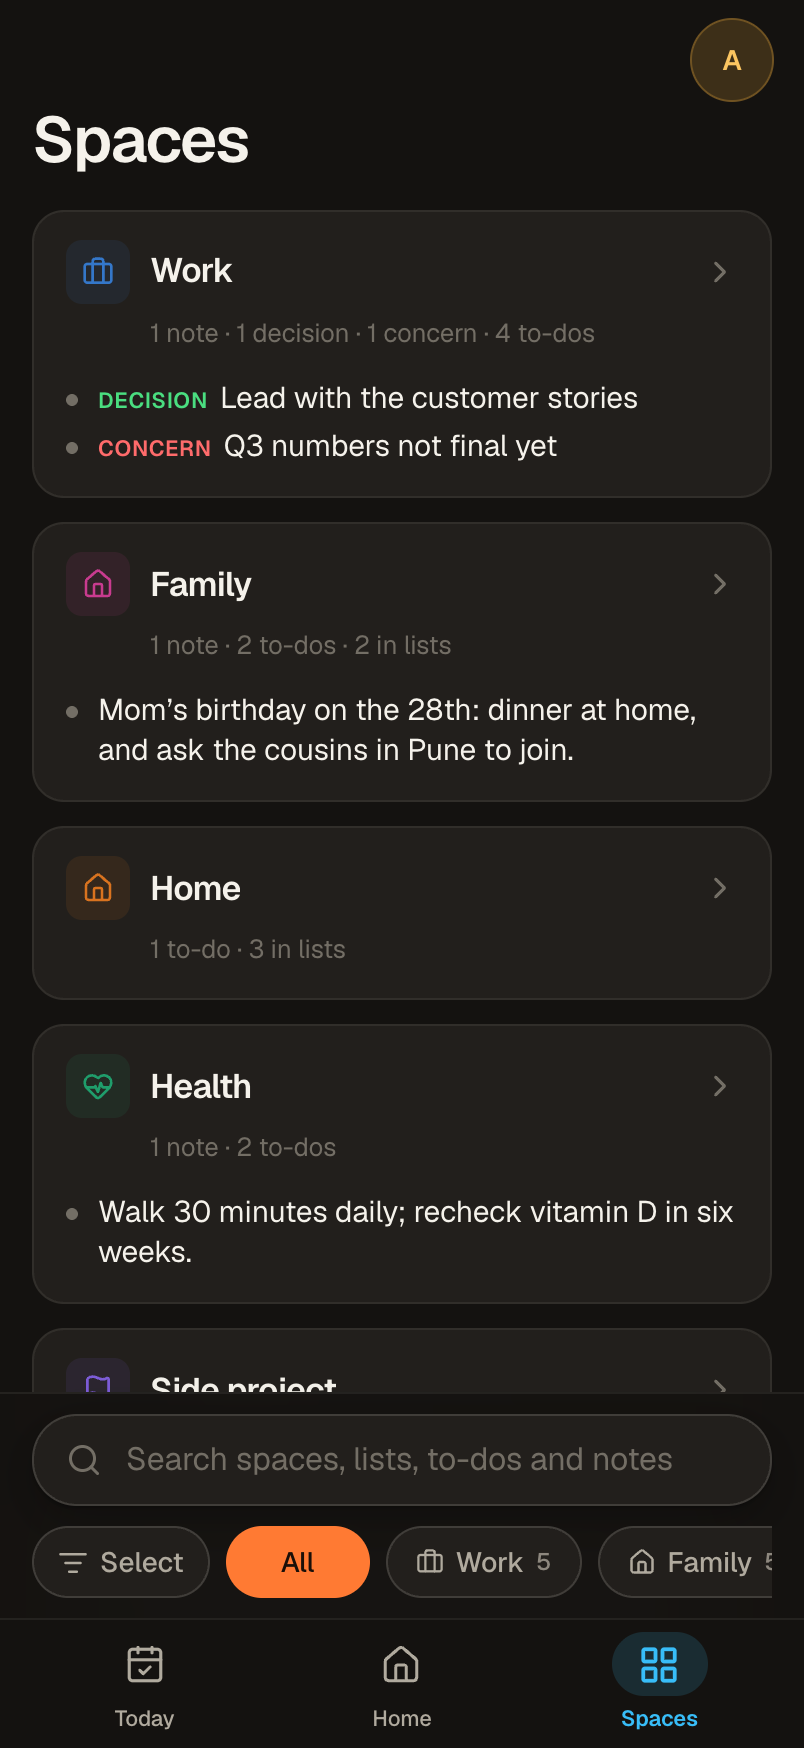 A
Spaces
Work
1 note · 1 decision · 1 concern · 4 to-dos
DECISION Lead with the customer stories
CONCERN Q3 numbers not final yet
Family
1 note · 2 to-dos · 2 in lists
Mom’s birthday on the 28th: dinner at home,
and ask the cousins in Pune to join.
Home
1 to-do · 3 in lists
Health
1 note · 2 to-dos
Walk 30 minutes daily; recheck vitamin D in six
weeks.
Side project
Search spaces, lists, to-dos and notes
Select All Work 5 Family 5
Today Home Spaces